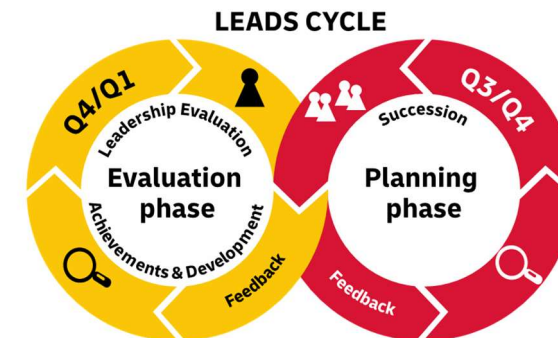 LEADS CYCLE
Q4/Q1
Leadership Evaluation
Evaluation
phase
Achievements & Development
Feedback
Q3/Q4
Succession
Planning
phase
Feedback